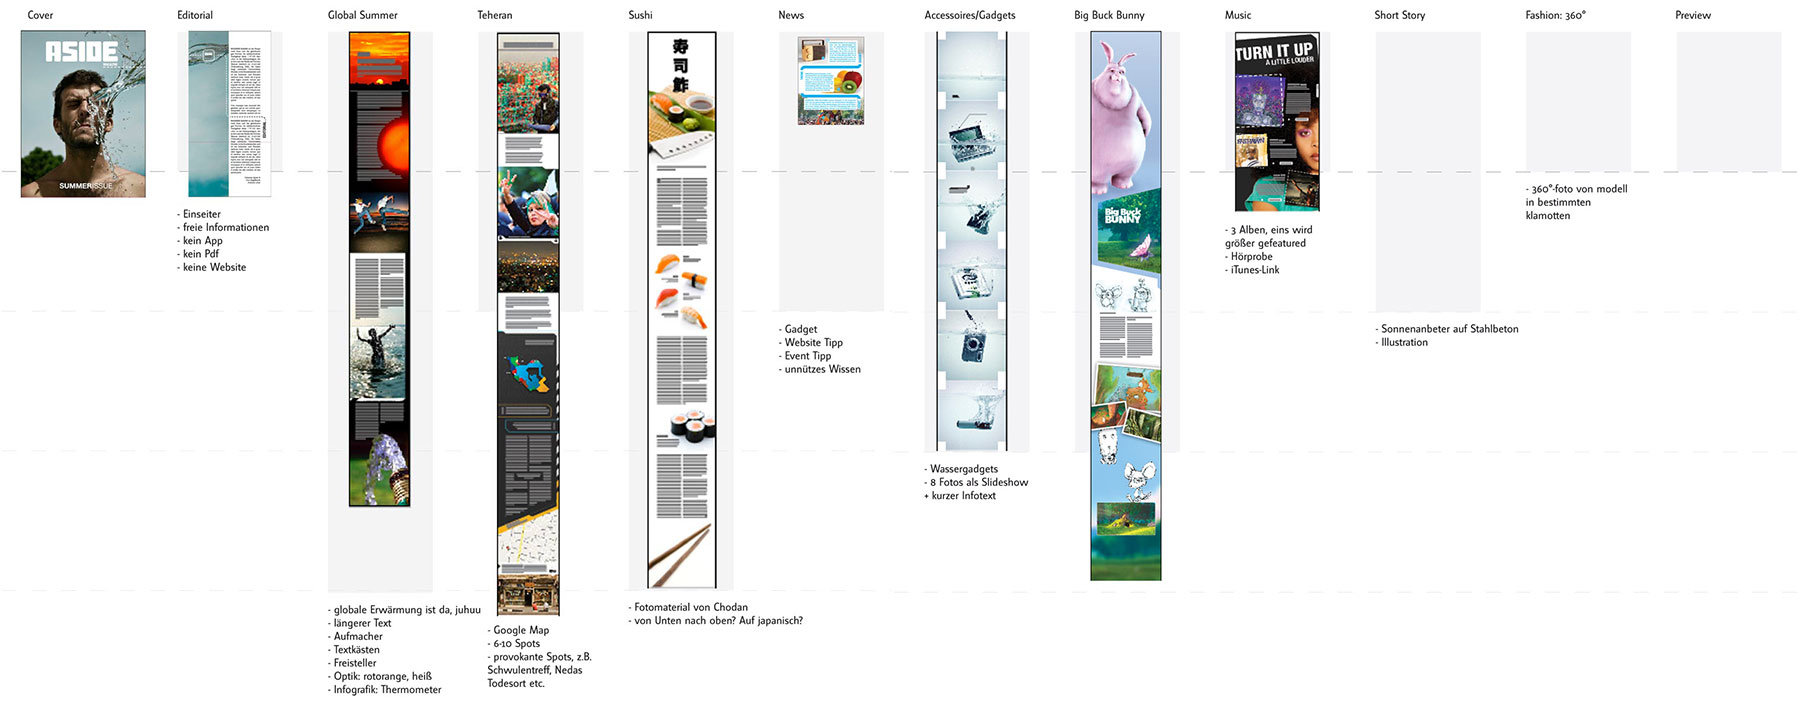 Cover
Editorial
Global Summer
Teheran
Sushi
News
Accessoires/Gadgets
Big Buck Bunny
Music
Short Story
Fashion: 360°
Preview
ASIDE
SUMMERISSUE
- Einseiter
- freie Informationen
- kein App
- kein Pdf
- keine Website
- globale Erwärmung ist da, juhuu
- längerer Text
- Aufmacher
- Textkästen
- Freisteller
- Optik: rotorange, heiß
- Infografik: Thermometer
- Google Map
- 6-10 Spots
- provokante Spots, z.B.
Schwulentreff, Nedas
Todesort etc.
寿
司
鮓
- Fotomaterial von Chodan
- von Unten nach oben? Auf japanisch?
- Gadget
- Website Tipp
- Event Tipp
- unnützes Wissen
- Wassergadgets
- 8 Fotos als Slideshow
+ kurzer Infotext
Big Buck
BUNNY
TURN IT UP
A LITTLE LOUDER
- 3 Alben, eins wird
größer gefeatured
- Hörprobe
- iTunes-Link
- Sonnenanbeter auf Stahlbeton
- Illustration
- 360°-foto von modell
in bestimmten
klamotten